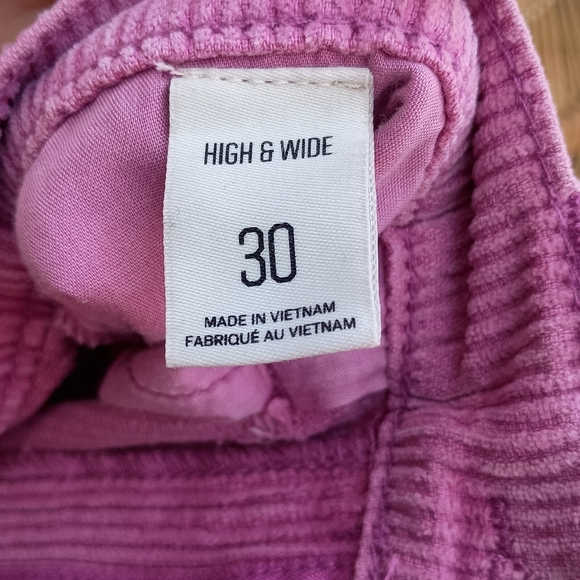 HIGH & WIDE
30
MADE IN VIETNAM
FABRIQUÉ AU VIETNAM